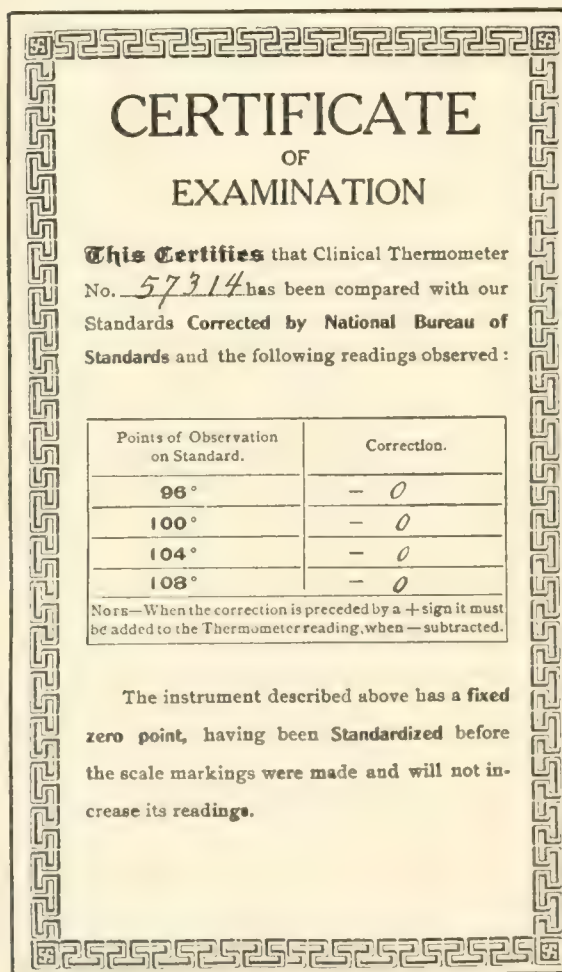 CERTIFICATE
OF
EXAMINATION
This Certifies that Clinical Thermometer
No. 57314 has been compared with our
Standards Corrected by National Bureau of
Standards and the following readings observed :
Points of Observation
on Standard.
Correction.
96° — 0
100° — 0
104° — 0
108° — 0
NOTE—When the correction is preceded by a + sign it must
be added to the Thermometer reading, when — subtracted.
The instrument described above has a fixed
zero point, having been Standardized before
the scale markings were made and will not in-
crease its readings.